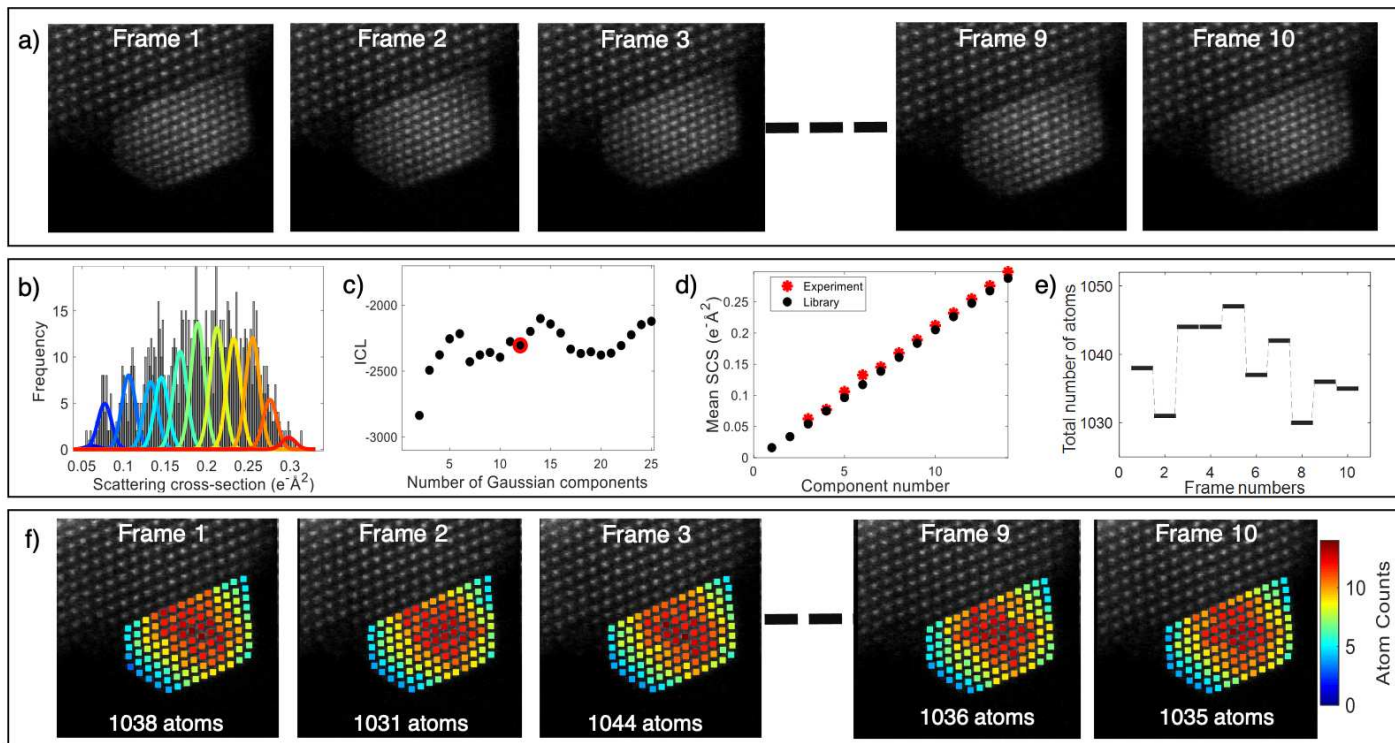 a)
Frame 1
Frame 2
Frame 3
Frame 9
Frame 10
b)
Frequency
15
10
5
0
0.05 0.1 0.15 0.2 0.25 0.3
Scattering cross-section (e⁻Å²)
c)
ICL
-2000
-2500
-3000
5 10 15 20 25
Number of Gaussian components
d)
Mean SCS (e⁻Å²)
0.25
0.2
0.15
0.1
0.05
0
Experiment
Library
5 10
Component number
e)
Total number of atoms
1050
1040
1030
0 2 4 6 8 10
Frame numbers
f)
Frame 1
Frame 2
Frame 3
Frame 9
Frame 10
1038 atoms
1031 atoms
1044 atoms
1036 atoms
1035 atoms
10
5
0
Atom Counts